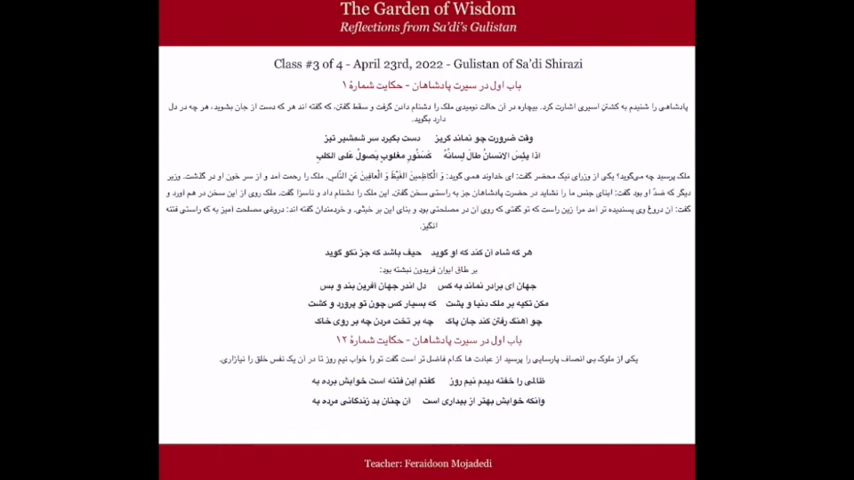 The Garden of Wisdom
Reflections from Sa'di's Gulistan
Class #3 of 4 - April 23rd, 2022 - Gulistan of Sa'di Shirazi
باب اول در سیرت پادشاهان - حکایت شمارهٔ ۱
پادشاهی را شنیدم به کشتن اسیری اشارت کرد. بیچاره در آن حالت نومیدی ملک را دشنام دادن گرفت و سقط گفتن، که گفته اند هر که دست از جان بشوید، هر چه در دل
دارد بگوید.
وقت ضرورت چو نماند گریز    دست بگیرد سر شمشیر تیز
اذا یئِسَ الانسانُ طالَ لِسانُهُ    کَسَنُّورِ مغلوبٍ یَصولُ عَلی الکلبِ
ملک پرسید چه می‌گوید؟ یکی از وزرای نیک محضر گفت: ای خداوند همی گوید: وَ الْکاظِمینَ الغَیْظَ وَ الْعافِینَ عَنِ النّاسِ. ملک را رحمت آمد و از سر خون او در گذشت. وزیر
دیگر که ضدّ او بود گفت: ابنای جنس ما را نشاید در حضرت پادشاهان جز به راستی سخن گفتن. این ملک را دشنام داد و ناسزا گفت. ملک روی از این سخن در هم آورد و
گفت: آن دروغ وی پسندیده تر آمد مرا زین راست که تو گفتی که روی آن در مصلحتی بود و بنای این بر خبثی. و خردمندان گفته اند: دروغی مصلحت آمیز به که راستی فتنه
انگیز.
هر که شاه آن کند که او گوید    حیف باشد که جز نکو گوید
بر طاق ایوان فریدون نبشته بود:
جهان ای برادر نماند به کس    دل اندر جهان آفرین بند و بس
مکن تکیه بر ملک دنیا و پشت    که بسیار کس چون تو پرورد و کشت
چو آهنگ رفتن کند جان پاک    چه بر تخت مردن چه بر روی خاک
باب اول در سیرت پادشاهان - حکایت شمارهٔ ۱۲
یکی از ملوک بی انصاف پارسایی را پرسید از عبادت ها کدام فاضل تر است گفت تو را خواب نیم روز تا در آن یک نفس خلق را نیازاری.
ظالمی را خفته دیدم نیم روز    گفتم این فتنه است خوابش برده به
وآنکه خوابش بهتر از بیداری است    آن چنان بد زندگانی مرده به
Teacher: Feraidoon Mojadedi